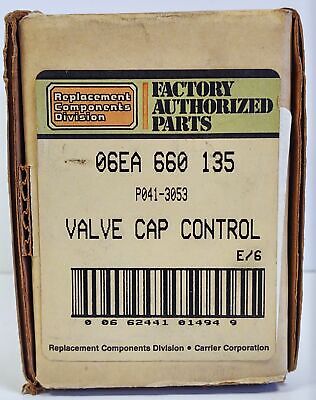 Replacement
Components
Division
FACTORY
AUTHORIZED
PARTS
06EA 660 135
P041-3053
VALVE CAP CONTROL
E/6
0 06 62441 01494 9
Replacement Components Division • Carrier Corporation